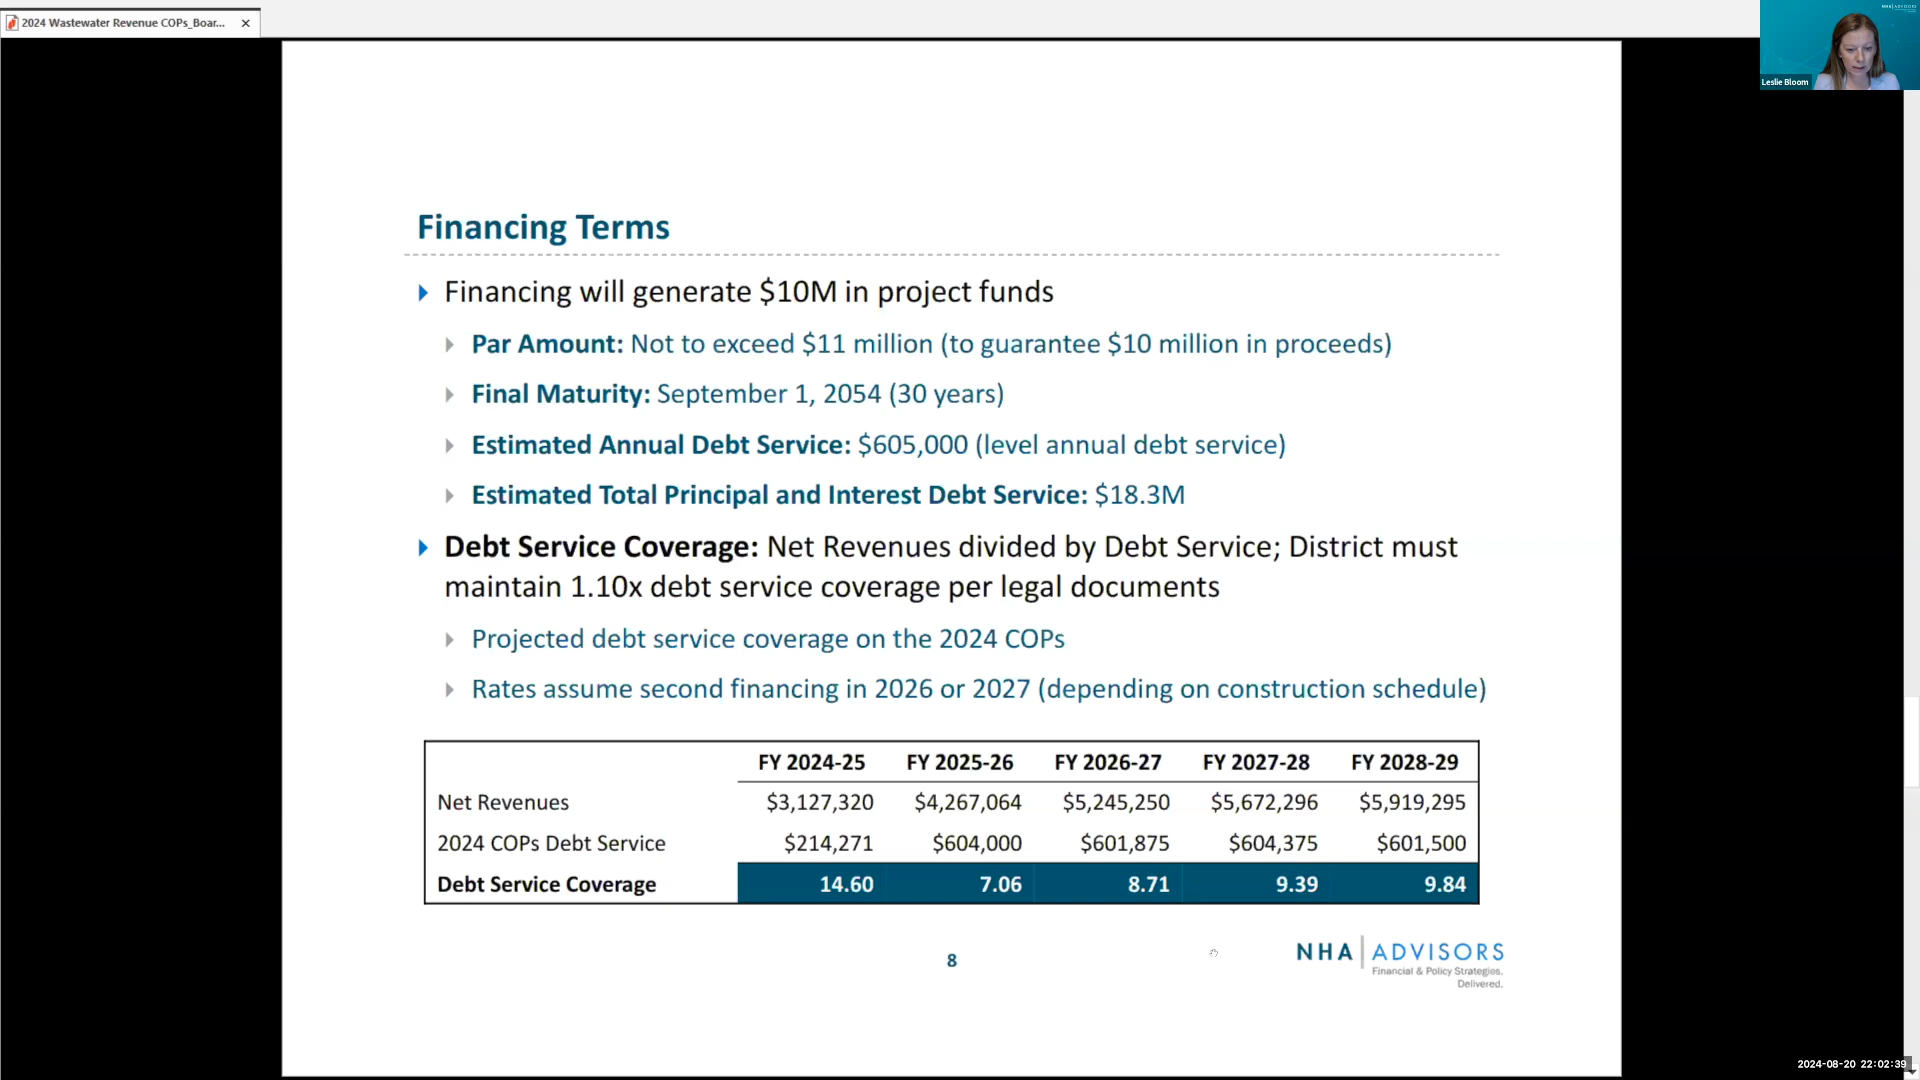 2024 Wastewater Revenue COPs_Boar...
NHA ADVISORS
Leslie Bloom
Financing Terms
Financing will generate $10M in project funds
Par Amount: Not to exceed $11 million (to guarantee $10 million in proceeds)
Final Maturity: September 1, 2054 (30 years)
Estimated Annual Debt Service: $605,000 (level annual debt service)
Estimated Total Principal and Interest Debt Service: $18.3M
Debt Service Coverage: Net Revenues divided by Debt Service; District must
maintain 1.10x debt service coverage per legal documents
Projected debt service coverage on the 2024 COPs
Rates assume second financing in 2026 or 2027 (depending on construction schedule)
FY 2024-25 FY 2025-26 FY 2026-27 FY 2027-28 FY 2028-29
Net Revenues $3,127,320 $4,267,064 $5,245,250 $5,672,296 $5,919,295
2024 COPs Debt Service $214,271 $604,000 $601,875 $604,375 $601,500
Debt Service Coverage 14.60 7.06 8.71 9.39 9.84
8
NHA ADVISORS
Financial & Policy Strategies.
Delivered.
2024-08-20 22:02:39